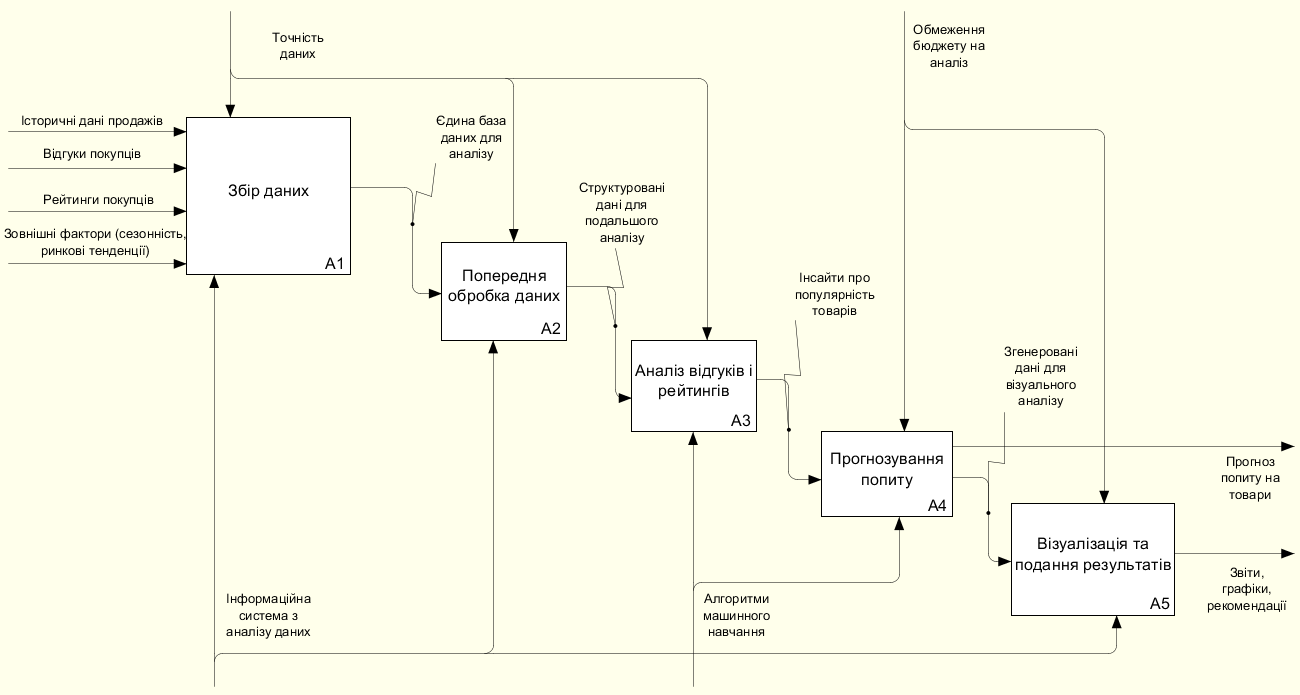 Точність
даних
Обмеження
бюджету на
аналіз
Історичні дані продажів
Відгуки покупців
Рейтинги покупців
Зовнішні фактори (сезонність,
ринкові тенденції)
Збір даних
A1
Єдина база
даних для
аналізу
Попередня
обробка даних
A2
Структуровані
дані для
подальшого
аналізу
Аналіз відгуків і
рейтингів
A3
Інсайти про
популярність
товарів
Прогнозування
попиту
A4
Згенеровані
дані для
візуального
аналізу
Прогноз
попиту на
товари
Візуалізація та
подання результатів
A5
Звіти,
графіки,
рекомендації
Інформаційна
система з
аналізу даних
Алгоритми
машинного
навчання